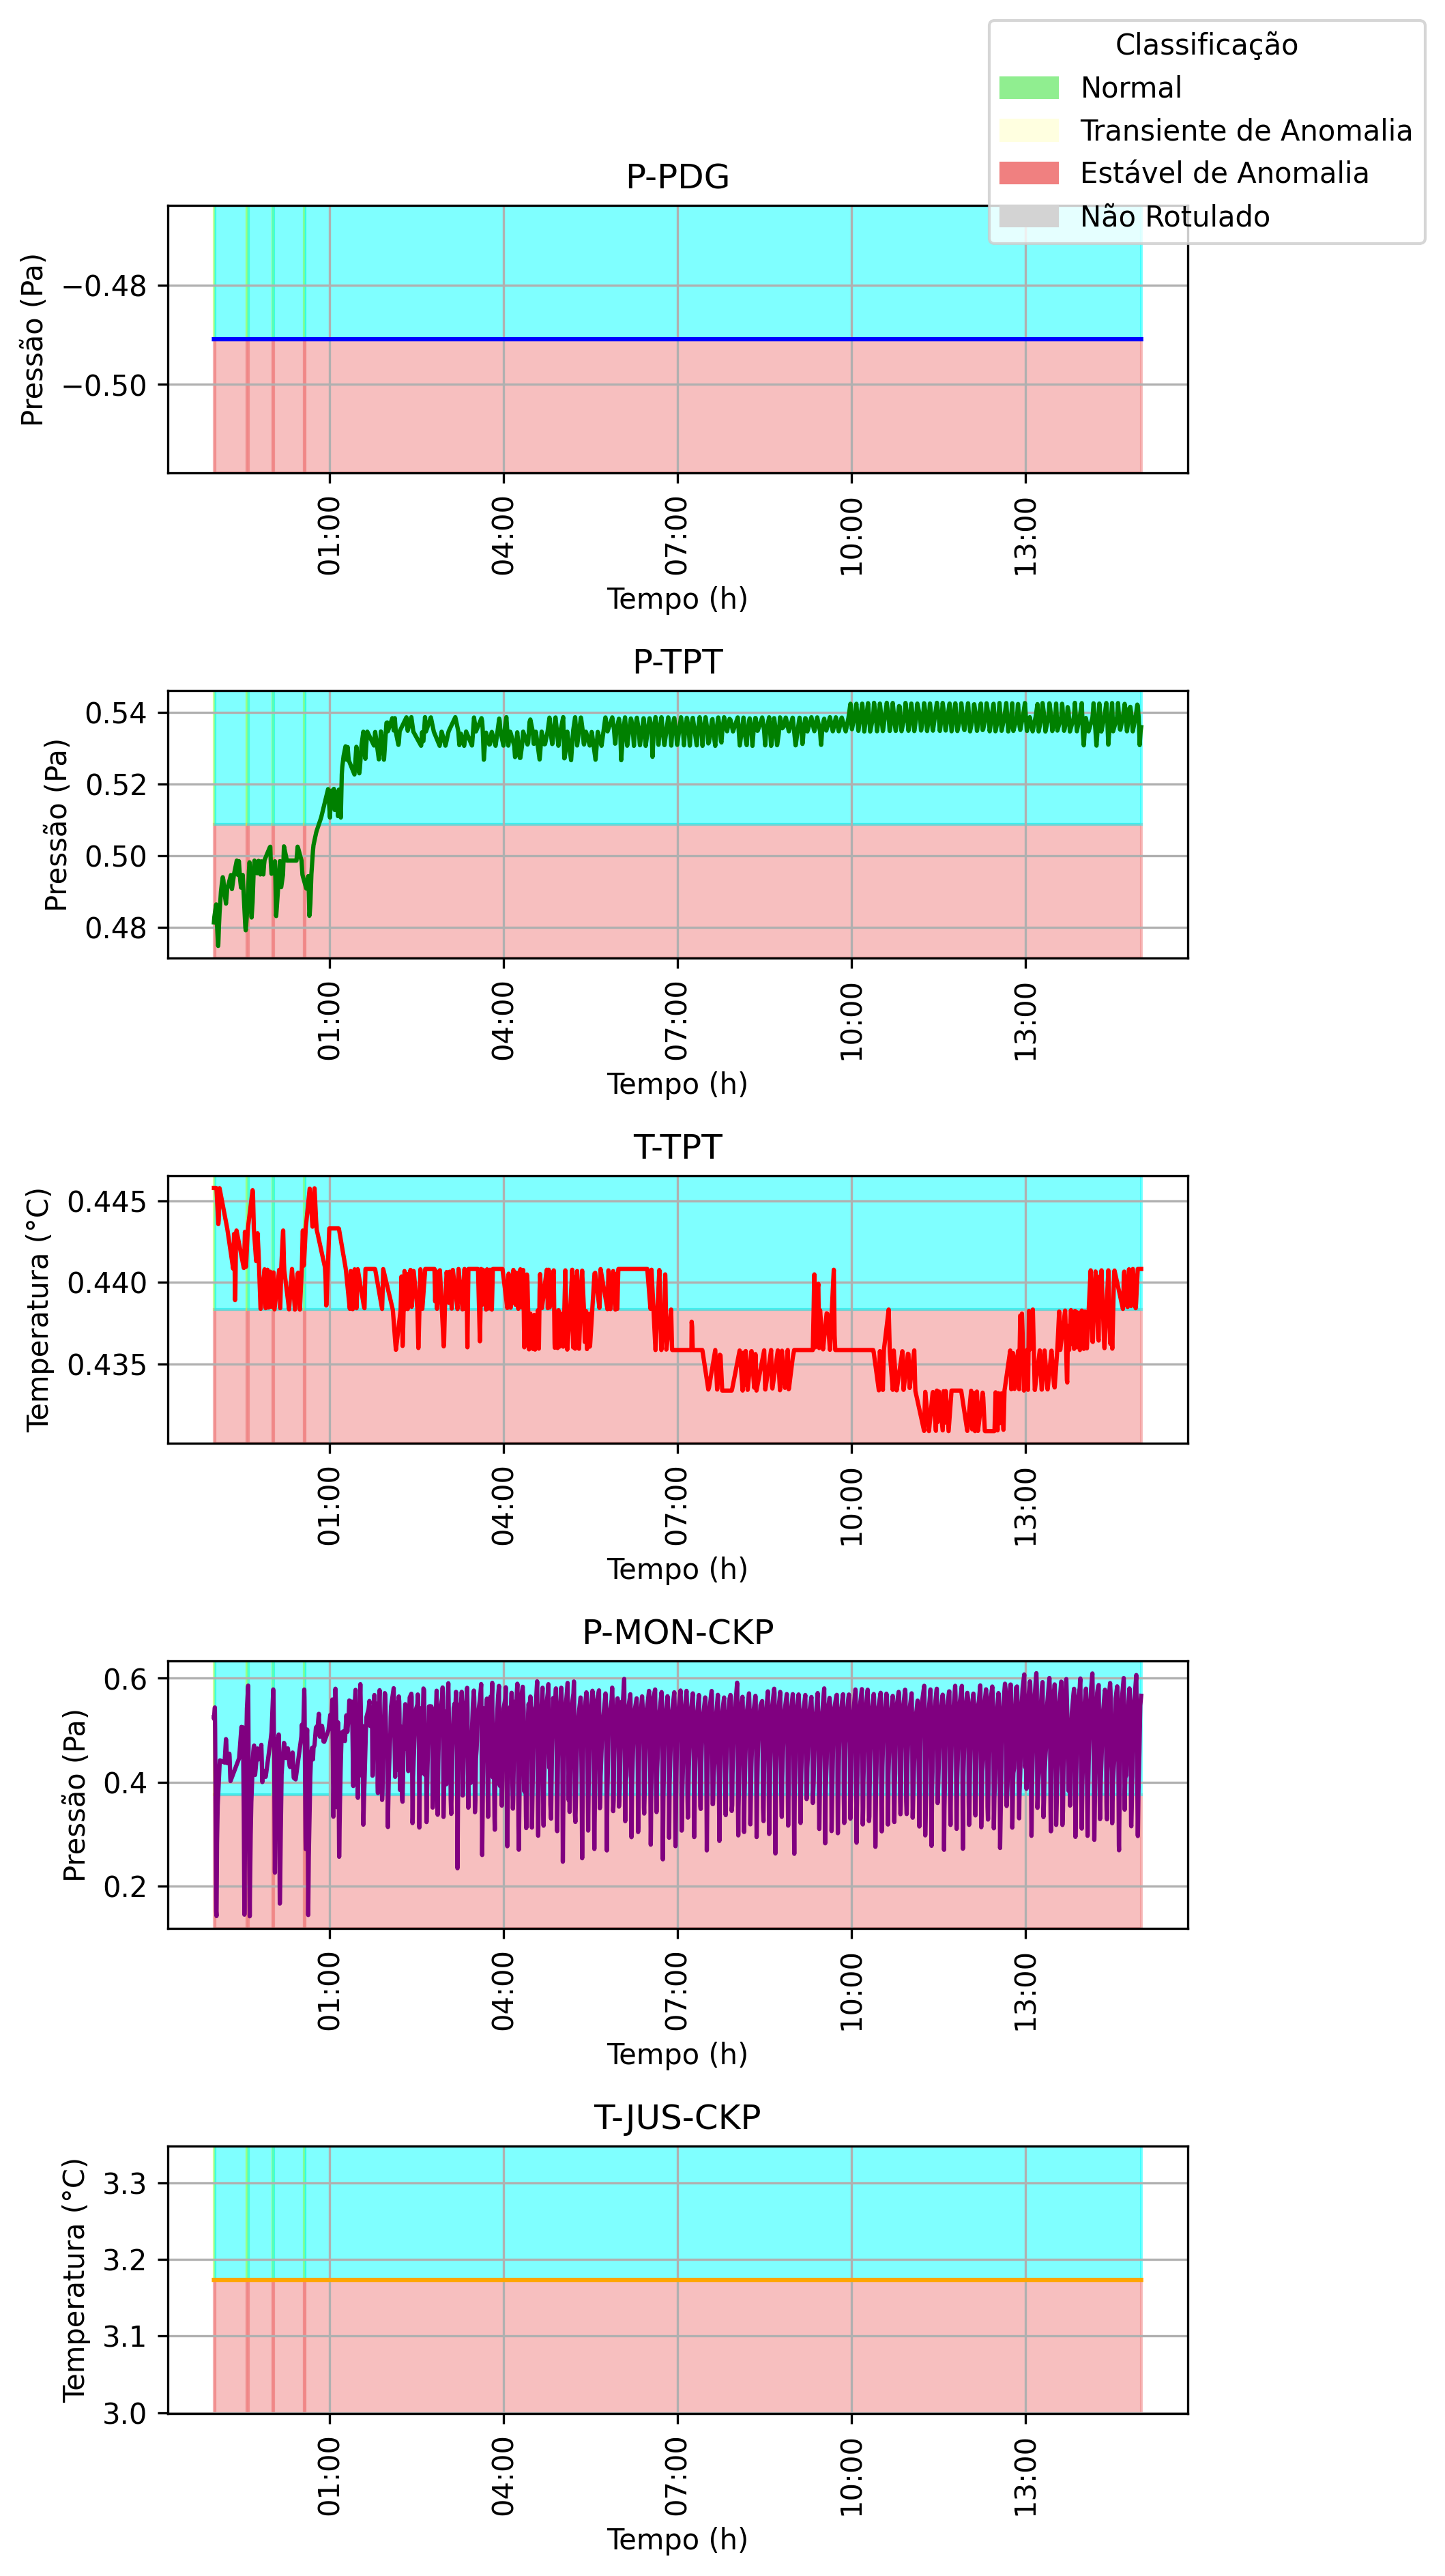 Classificação
Normal
Transiente de Anomalia
Estável de Anomalia
Não Rotulado
P-PDG
Pressão (Pa)
−0.48
−0.50
01:00
04:00
07:00
10:00
13:00
Tempo (h)
P-TPT
Pressão (Pa)
0.54
0.52
0.50
0.48
01:00
04:00
07:00
10:00
13:00
Tempo (h)
T-TPT
Temperatura (°C)
0.445
0.440
0.435
01:00
04:00
07:00
10:00
13:00
Tempo (h)
P-MON-CKP
Pressão (Pa)
0.6
0.4
0.2
01:00
04:00
07:00
10:00
13:00
Tempo (h)
T-JUS-CKP
Temperatura (°C)
3.3
3.2
3.1
3.0
01:00
04:00
07:00
10:00
13:00
Tempo (h)